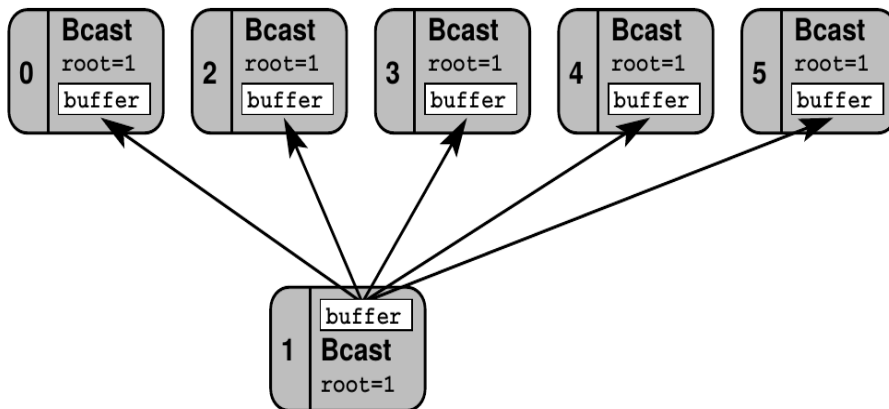 0
Bcast
root=1
buffer
2
Bcast
root=1
buffer
3
Bcast
root=1
buffer
4
Bcast
root=1
buffer
5
Bcast
root=1
buffer
1
buffer
Bcast
root=1